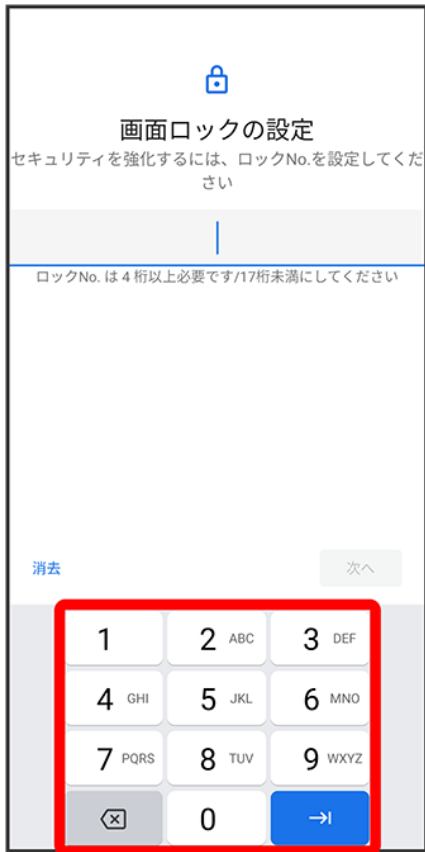 画面ロックの設定
セキュリティを強化するには、ロックNo.を設定してくだ
さい
ロックNo. は 4 桁以上必要です/17桁未満にしてください
消去
次へ
1 2 ABC 3 DEF
4 GHI 5 JKL 6 MNO
7 PQRS 8 TUV 9 WXYZ
0